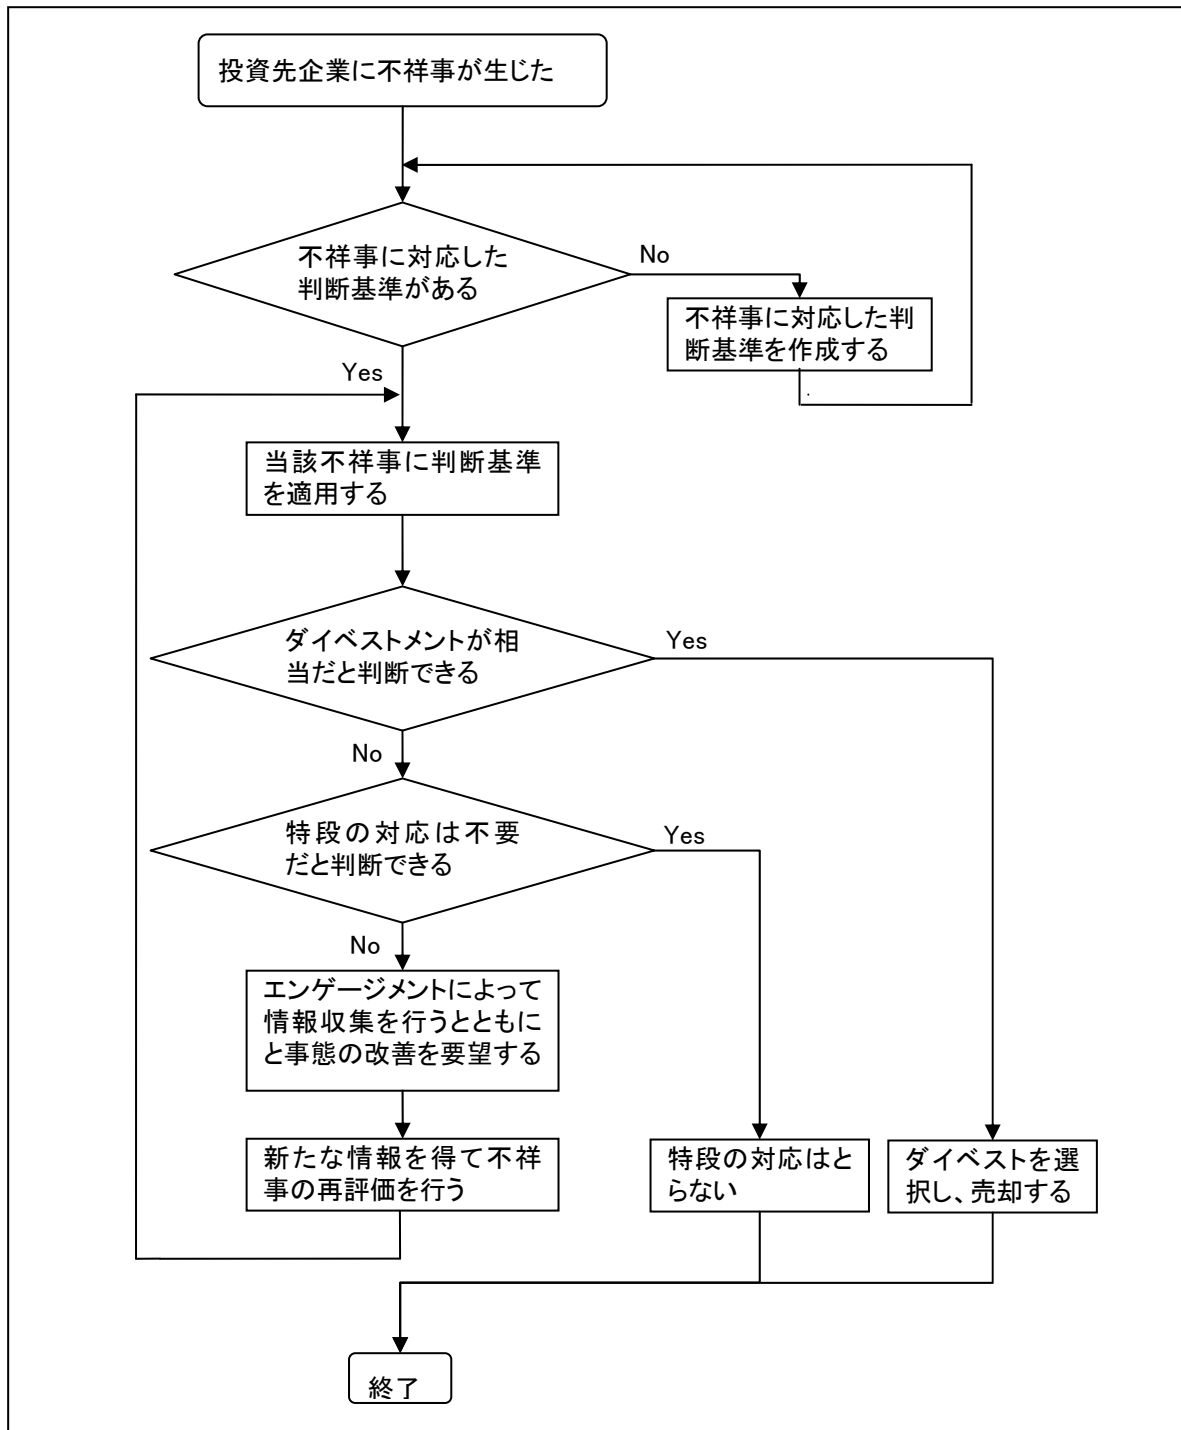 投資先企業に不祥事が生じた
不祥事に対応した
判断基準がある
No
不祥事に対応した判
断基準を作成する
Yes
当該不祥事に判断基準
を適用する
ダイベストメントが相
当だと判断できる
Yes
No
特段の対応は不要
だと判断できる
Yes
No
エンゲージメントによって
情報収集を行うとともに
と事態の改善を要望する
新たな情報を得て不祥
事の再評価を行う
特段の対応はと
らない
ダイベストを選
択し、売却する
終了